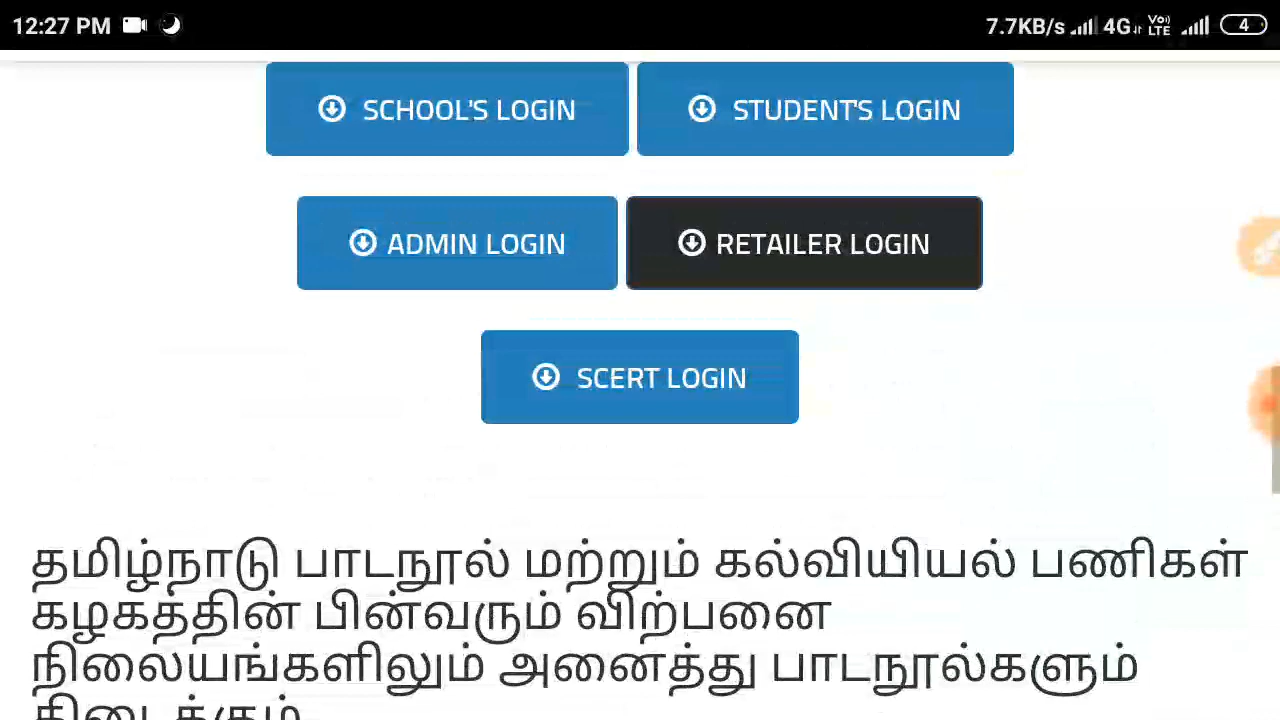 12:27 PM 7.7KB/s 4G Vo) LTE 4
SCHOOL'S LOGIN STUDENT'S LOGIN
ADMIN LOGIN RETAILER LOGIN
SCERT LOGIN
தமிழ்நாடு பாடநூல் மற்றும் கல்வியியல் பணிகள்
கழகத்தின் பின்வரும் விற்பனை
நிலையங்களிலும் அனைத்து பாடநூல்களும்
கிடைக்கும்